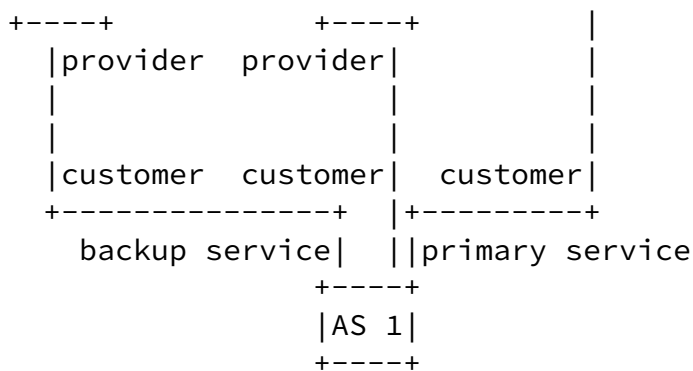 +----+           +----+         |
  |provider  provider|          |
  |                  |          |
  |                  |          |
  |customer  customer|  customer|
  +---------------+  |+---------+
    backup service|  ||primary service
                +----+
                |AS 1|
                +----+